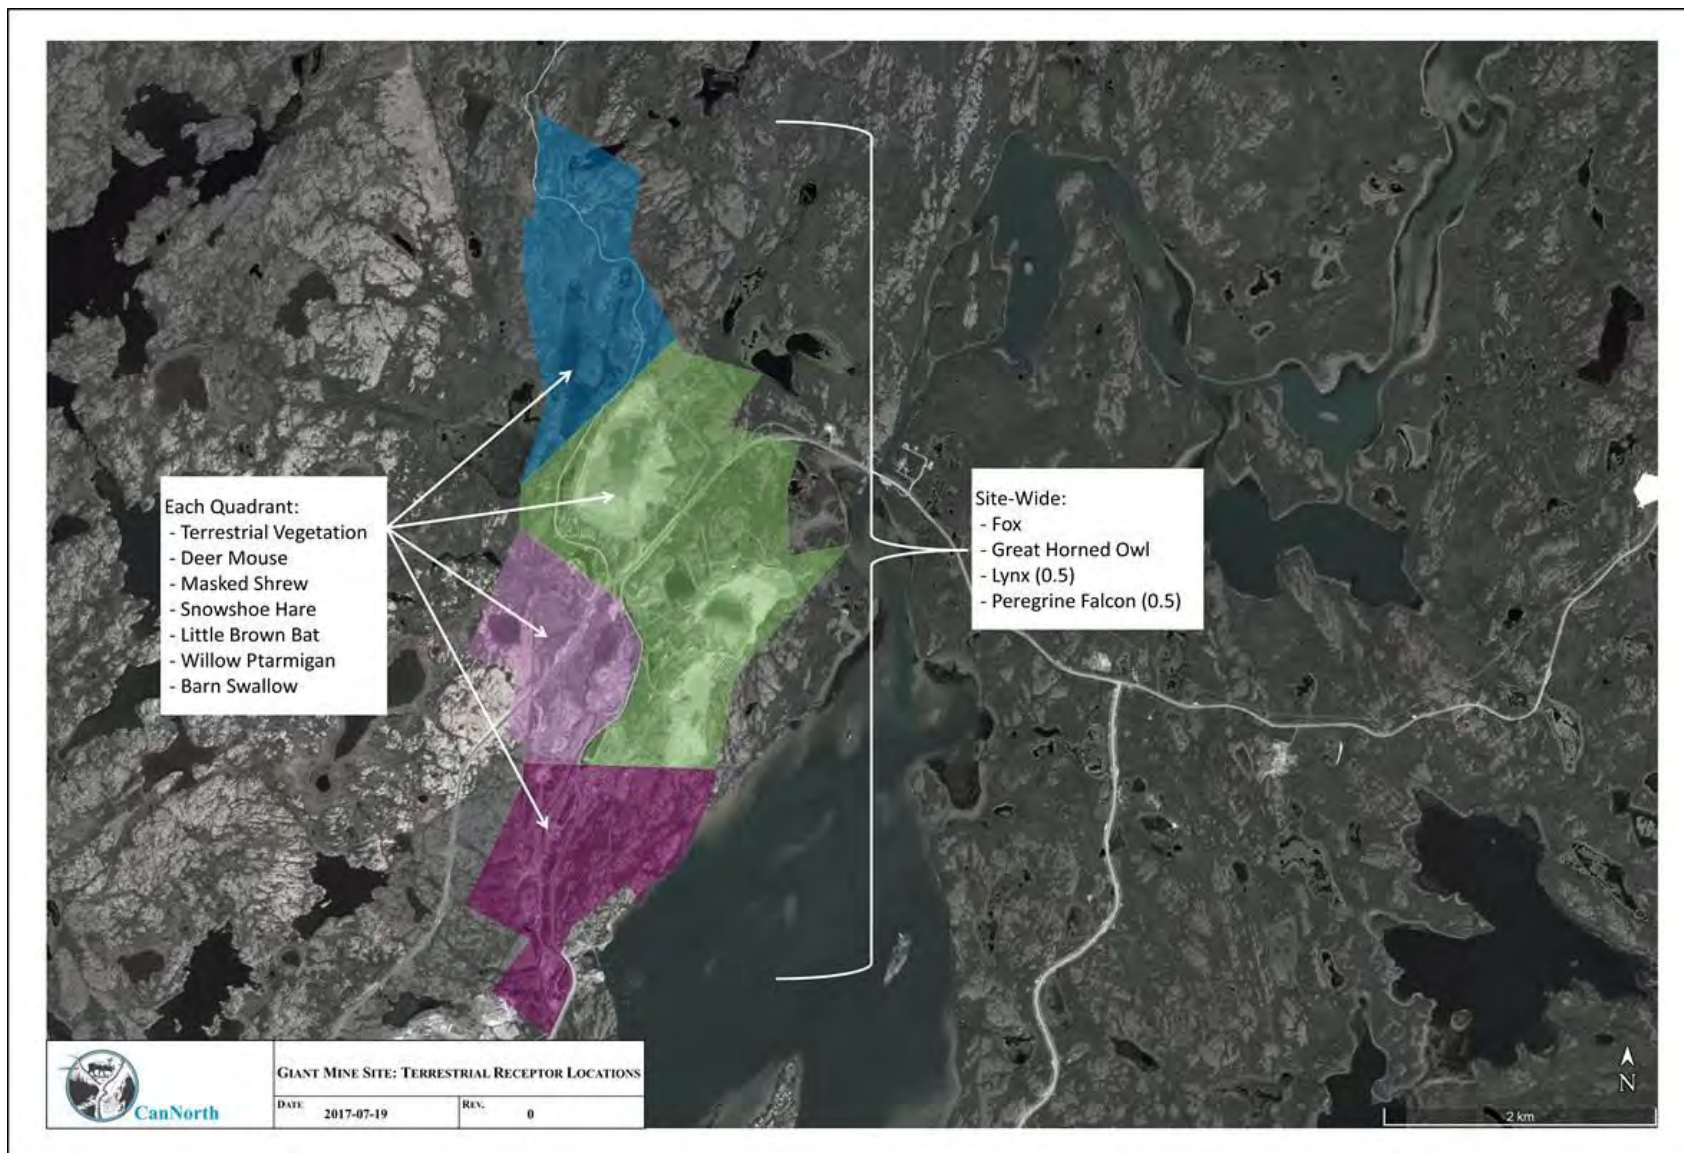 Each Quadrant:
- Terrestrial Vegetation
- Deer Mouse
- Masked Shrew
- Snowshoe Hare
- Little Brown Bat
- Willow Ptarmigan
- Barn Swallow
Site-Wide:
- Fox
- Great Horned Owl
- Lynx (0.5)
- Peregrine Falcon (0.5)
N
2 km
CanNorth
GIANT MINE SITE: TERRESTRIAL RECEPTOR LOCATIONS
DATE 2017-07-19
REV. 0